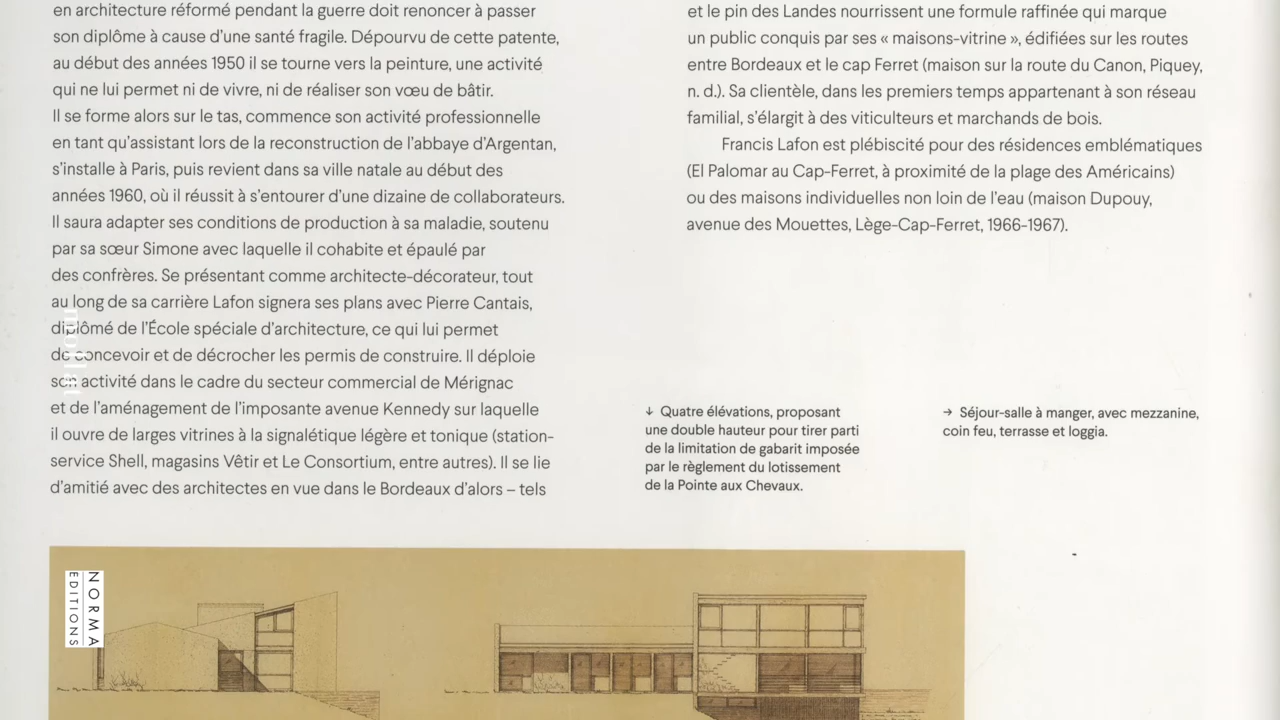 en architecture réformé pendant la guerre doit renoncer à passer
son diplôme à cause d'une santé fragile. Dépourvu de cette patente,
au début des années 1950 il se tourne vers la peinture, une activité
qui ne lui permet ni de vivre, ni de réaliser son vœu de bâtir.
Il se forme alors sur le tas, commence son activité professionnelle
en tant qu'assistant lors de la reconstruction de l'abbaye d'Argentan,
s'installe à Paris, puis revient dans sa ville natale au début des
années 1960, où il réussit à s'entourer d'une dizaine de collaborateurs.
Il saura adapter ses conditions de production à sa maladie, soutenu
par sa sœur Simone avec laquelle il cohabite et épaulé par
des confrères. Se présentant comme architecte-décorateur, tout
au long de sa carrière Lafon signera ses plans avec Pierre Cantais,
diplômé de l'École spéciale d'architecture, ce qui lui permet
de concevoir et de décrocher les permis de construire. Il déploie
son activité dans le cadre du secteur commercial de Mérignac
et de l'aménagement de l'imposante avenue Kennedy sur laquelle
il ouvre de larges vitrines à la signalétique légère et tonique (station-
service Shell, magasins Vêtir et Le Consortium, entre autres). Il se lie
d'amitié avec des architectes en vue dans le Bordeaux d'alors – tels
et le pin des Landes nourrissent une formule raffinée qui marque
un public conquis par ses « maisons-vitrine », édifiées sur les routes
entre Bordeaux et le cap Ferret (maison sur la route du Canon, Piquey,
n. d.). Sa clientèle, dans les premiers temps appartenant à son réseau
familial, s'élargit à des viticulteurs et marchands de bois.
Francis Lafon est plébiscité pour des résidences emblématiques
(El Palomar au Cap-Ferret, à proximité de la plage des Américains)
ou des maisons individuelles non loin de l'eau (maison Dupouy,
avenue des Mouettes, Lège-Cap-Ferret, 1966-1967).
↓ Quatre élévations, proposant
une double hauteur pour tirer parti
de la limitation de gabarit imposée
par le règlement du lotissement
de la Pointe aux Chevaux.
→ Séjour-salle à manger, avec mezzanine,
coin feu, terrasse et loggia.
NORMA
EDITIONS